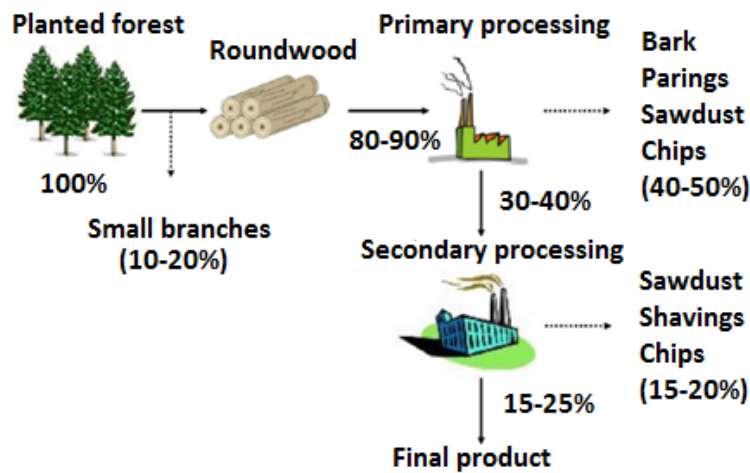 Planted forest
Roundwood
Primary processing
Bark
Parings
Sawdust
Chips
(40-50%)
80-90%
100%
Small branches
(10-20%)
30-40%
Secondary processing
Sawdust
Shavings
Chips
(15-20%)
15-25%
Final product